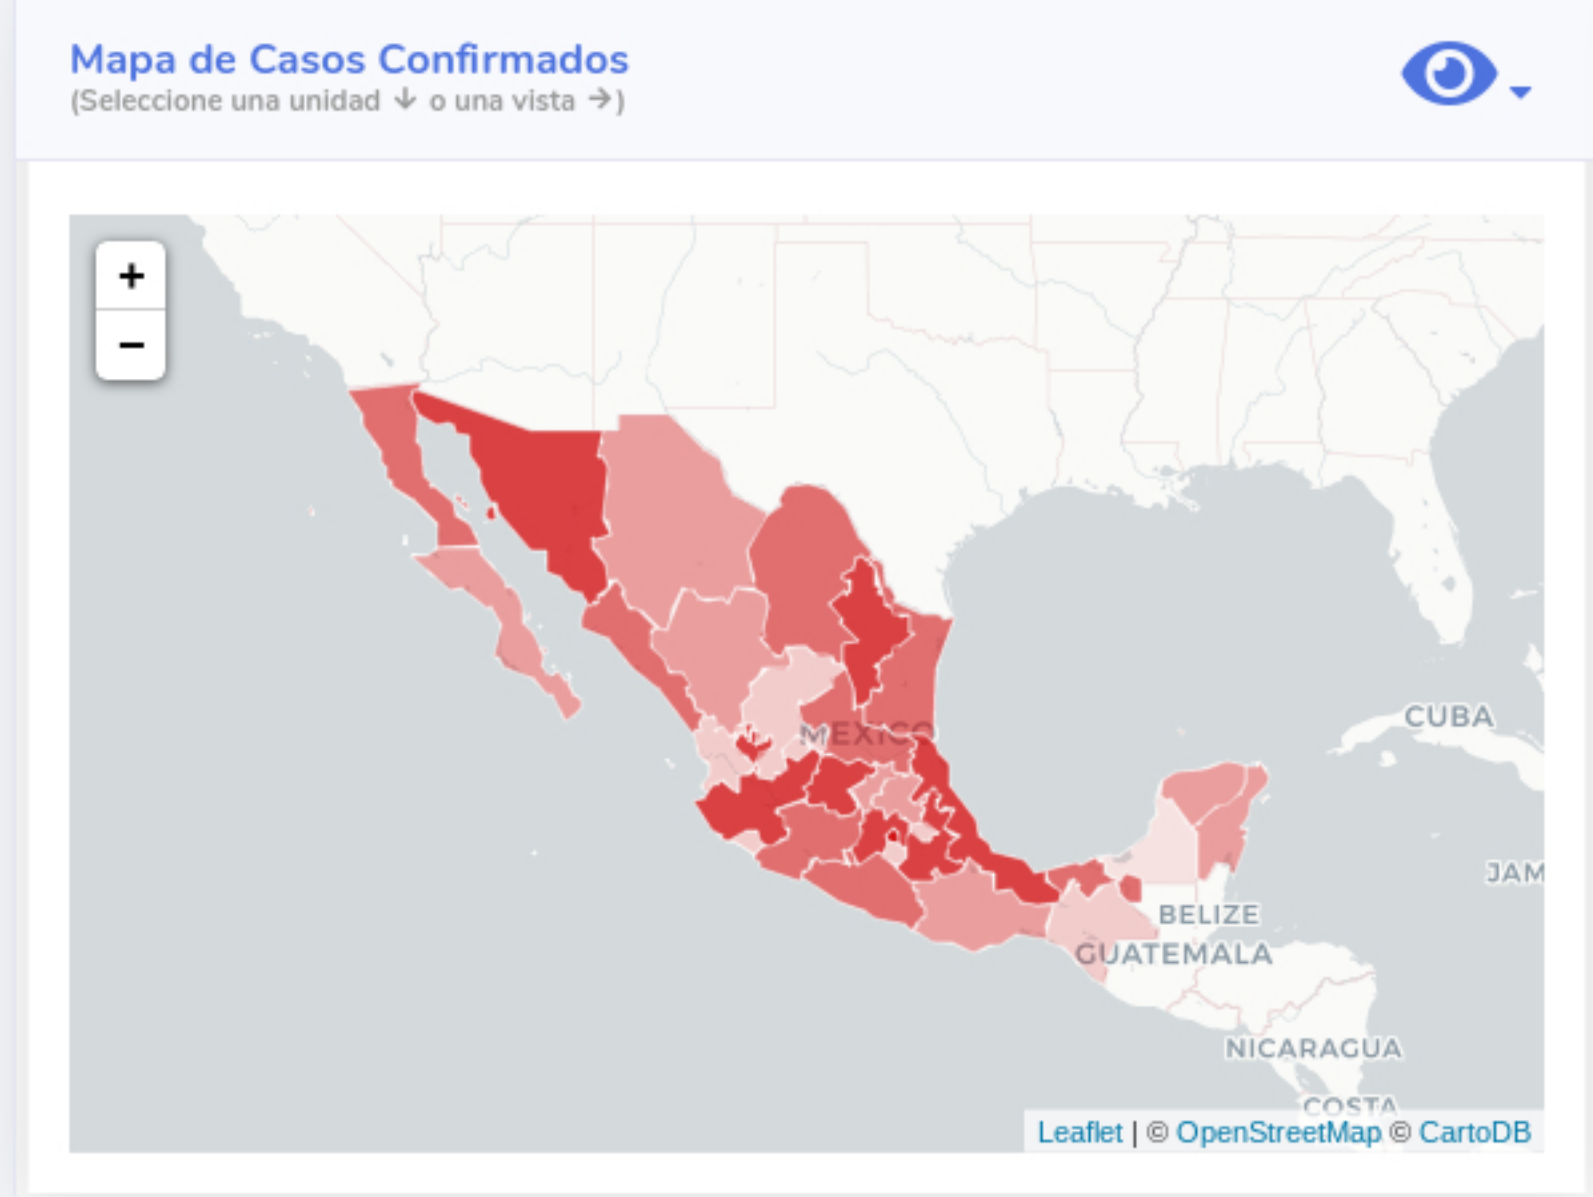 Mapa de Casos Confirmados
(Seleccione una unidad ↓ o una vista →)
+
−
MEXICO
CUBA
JAM
BELIZE
GUATEMALA
NICARAGUA
COSTA
Leaflet | © OpenStreetMap © CartoDB